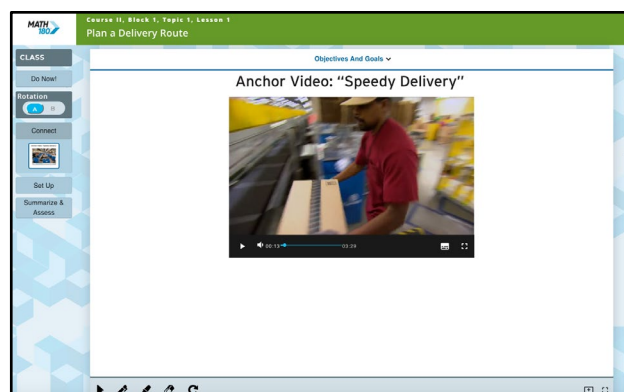 MATH
180
Course II, Block 1, Topic 1, Lesson 1
Plan a Delivery Route
CLASS
Do Now!
Rotation
A
Connect
Set Up
Summarize &
Assess
Objectives And Goals
Anchor Video: “Speedy Delivery”
00:13
03:29